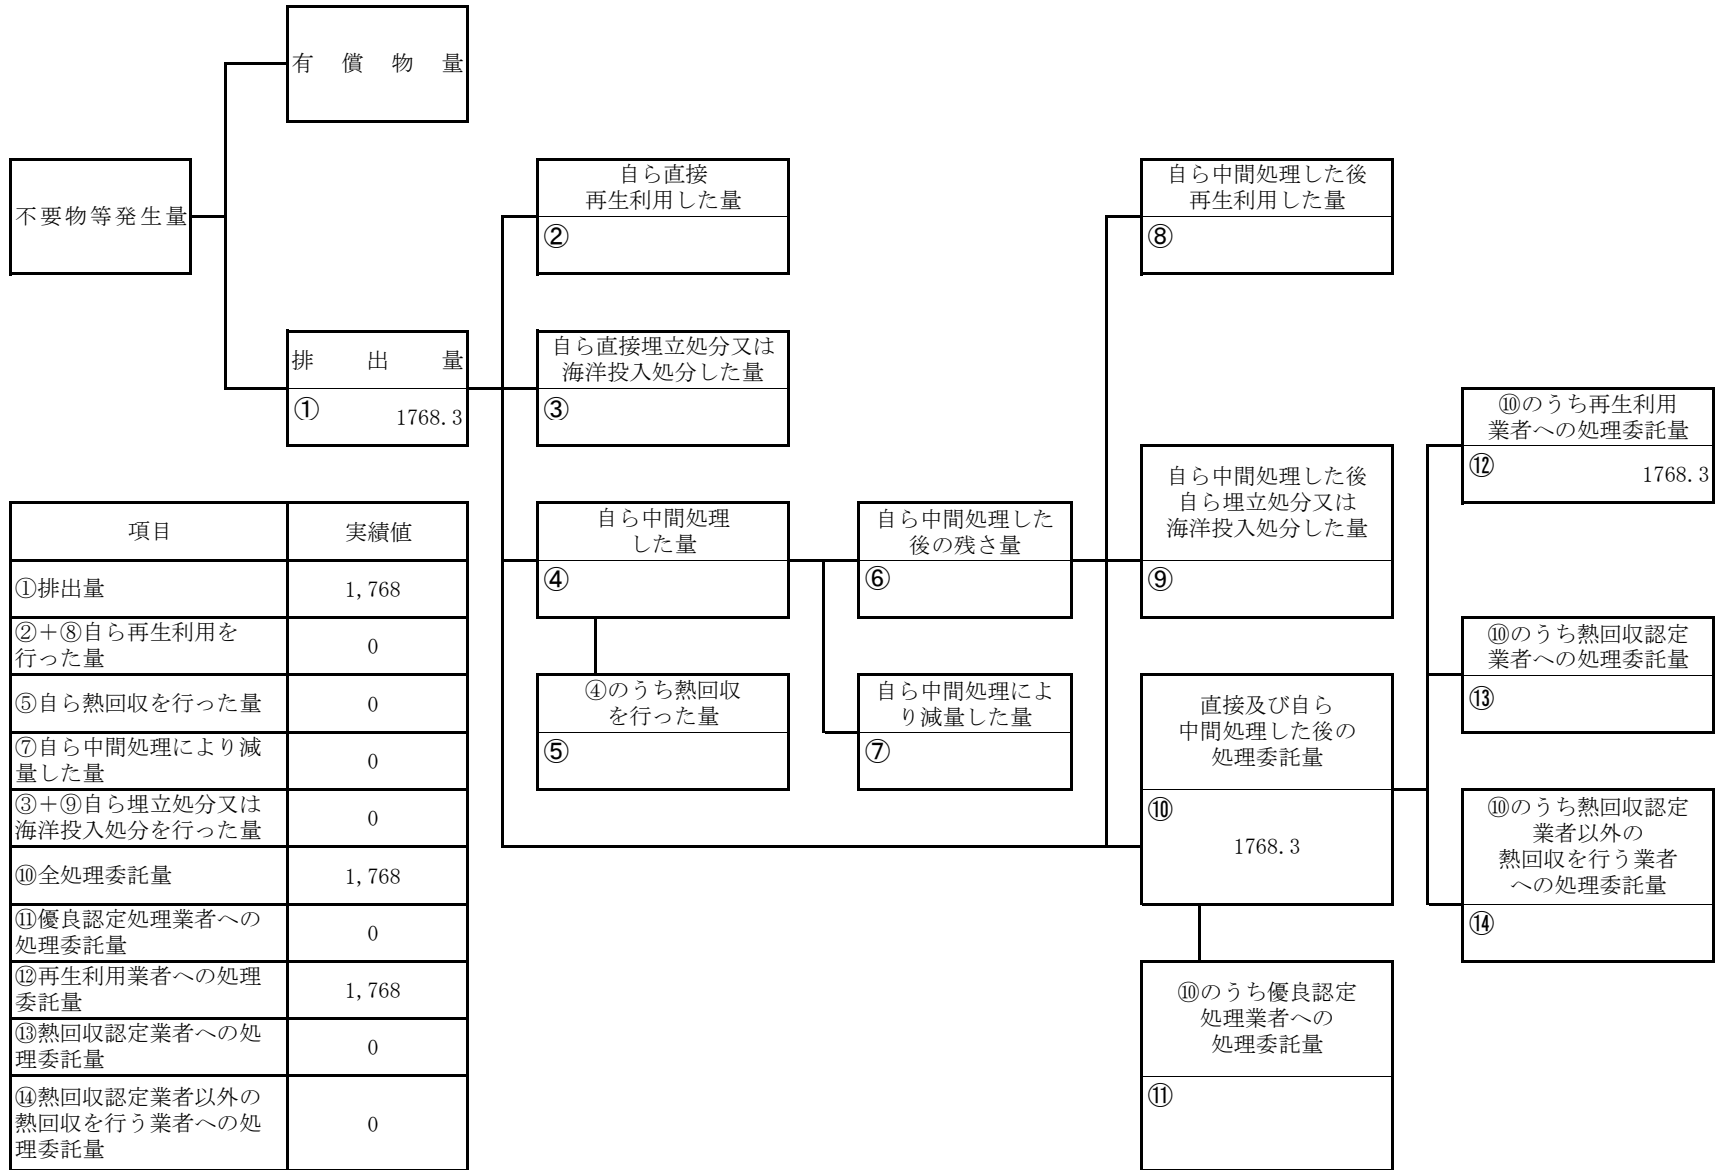 有償物量
不要物等発生量
排出量
① 1768.3
自ら直接
再生利用した量
②
自ら直接埋立処分又は
海洋投入処分した量
③
自ら中間処理
した量
④
④のうち熱回収
を行った量
⑤
自ら中間処理した
後の残さ量
⑥
自ら中間処理によ
り減量した量
⑦
自ら中間処理した後
再生利用した量
⑧
自ら中間処理した後
自ら埋立処分又は
海洋投入処分した量
⑨
直接及び自ら
中間処理した後の
処理委託量
⑩
1768.3
⑩のうち優良認定
処理業者への
処理委託量
⑪
⑩のうち再生利用
業者への処理委託量
⑫ 1768.3
⑩のうち熱回収認定
業者への処理委託量
⑬
⑩のうち熱回収認定
業者以外の
熱回収を行う業者
への処理委託量
⑭
項目 実績値
①排出量 1,768
②+⑧自ら再生利用を
行った量 0
⑤自ら熱回収を行った量 0
⑦自ら中間処理により減
量した量 0
③+⑨自ら埋立処分又は
海洋投入処分を行った量 0
⑩全処理委託量 1,768
⑪優良認定処理業者への
処理委託量 0
⑫再生利用業者への処理
委託量 1,768
⑬熱回収認定業者への処
理委託量 0
⑭熱回収認定業者以外の
熱回収を行う業者への処
理委託量 0